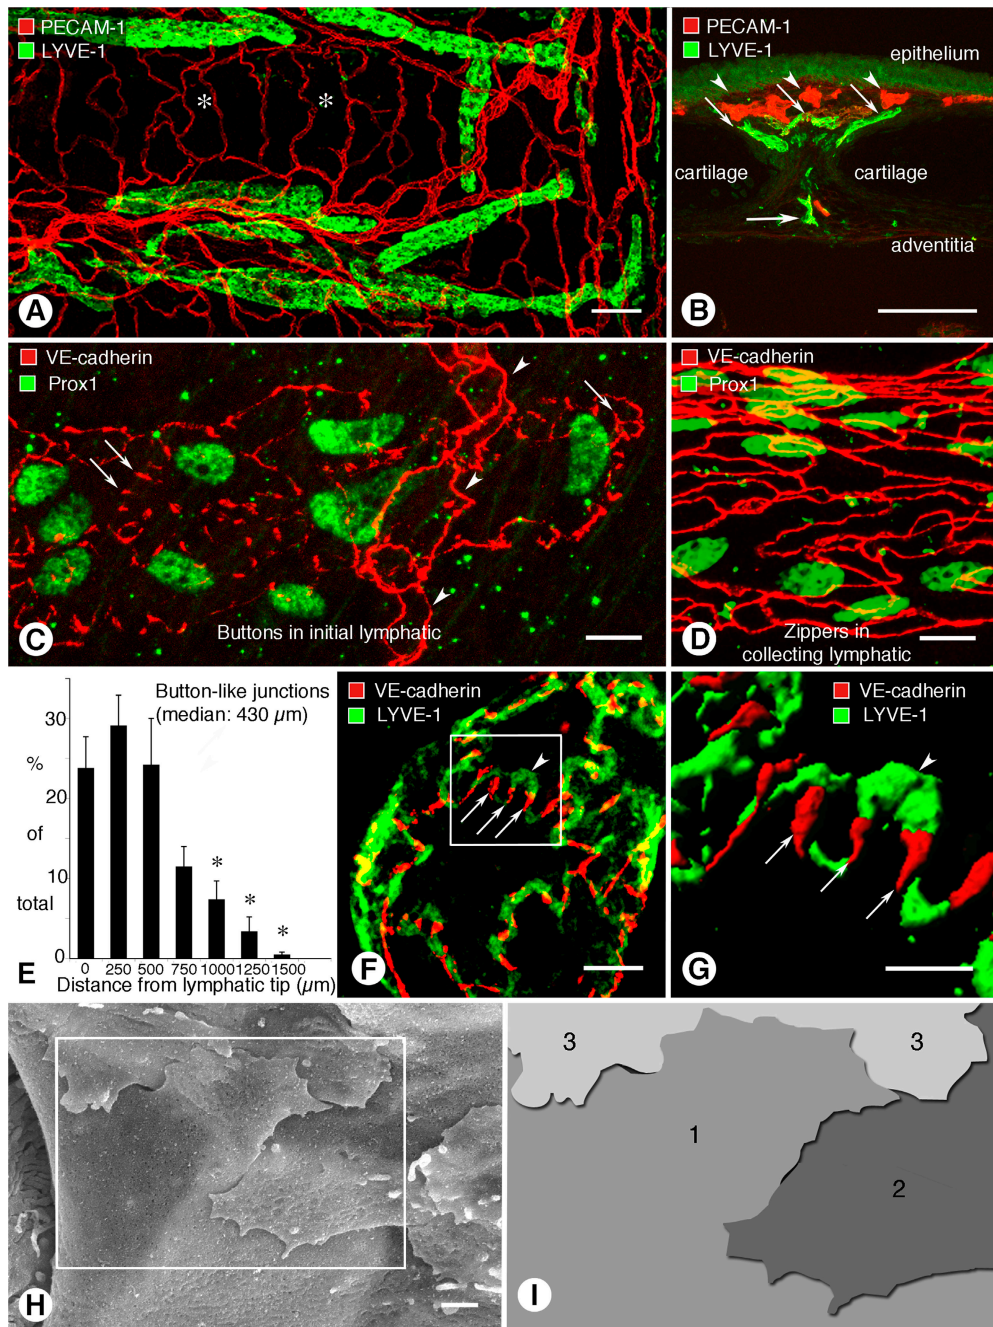 PECAM-1
LYVE-1
*
*
A
PECAM-1
LYVE-1
epithelium
cartilage
cartilage
adventitia
B
VE-cadherin
Prox1
C
Buttons in initial lymphatic
VE-cadherin
Prox1
D
Zippers in
collecting lymphatic
Button-like junctions
(median: 430 µm)
30
%
20
of
10
total
0
*
*
*
0 250 500 750 1000 1250 1500
E
Distance from lymphatic tip (µm)
VE-cadherin
LYVE-1
F
VE-cadherin
LYVE-1
G
H
3
3
1
2
I